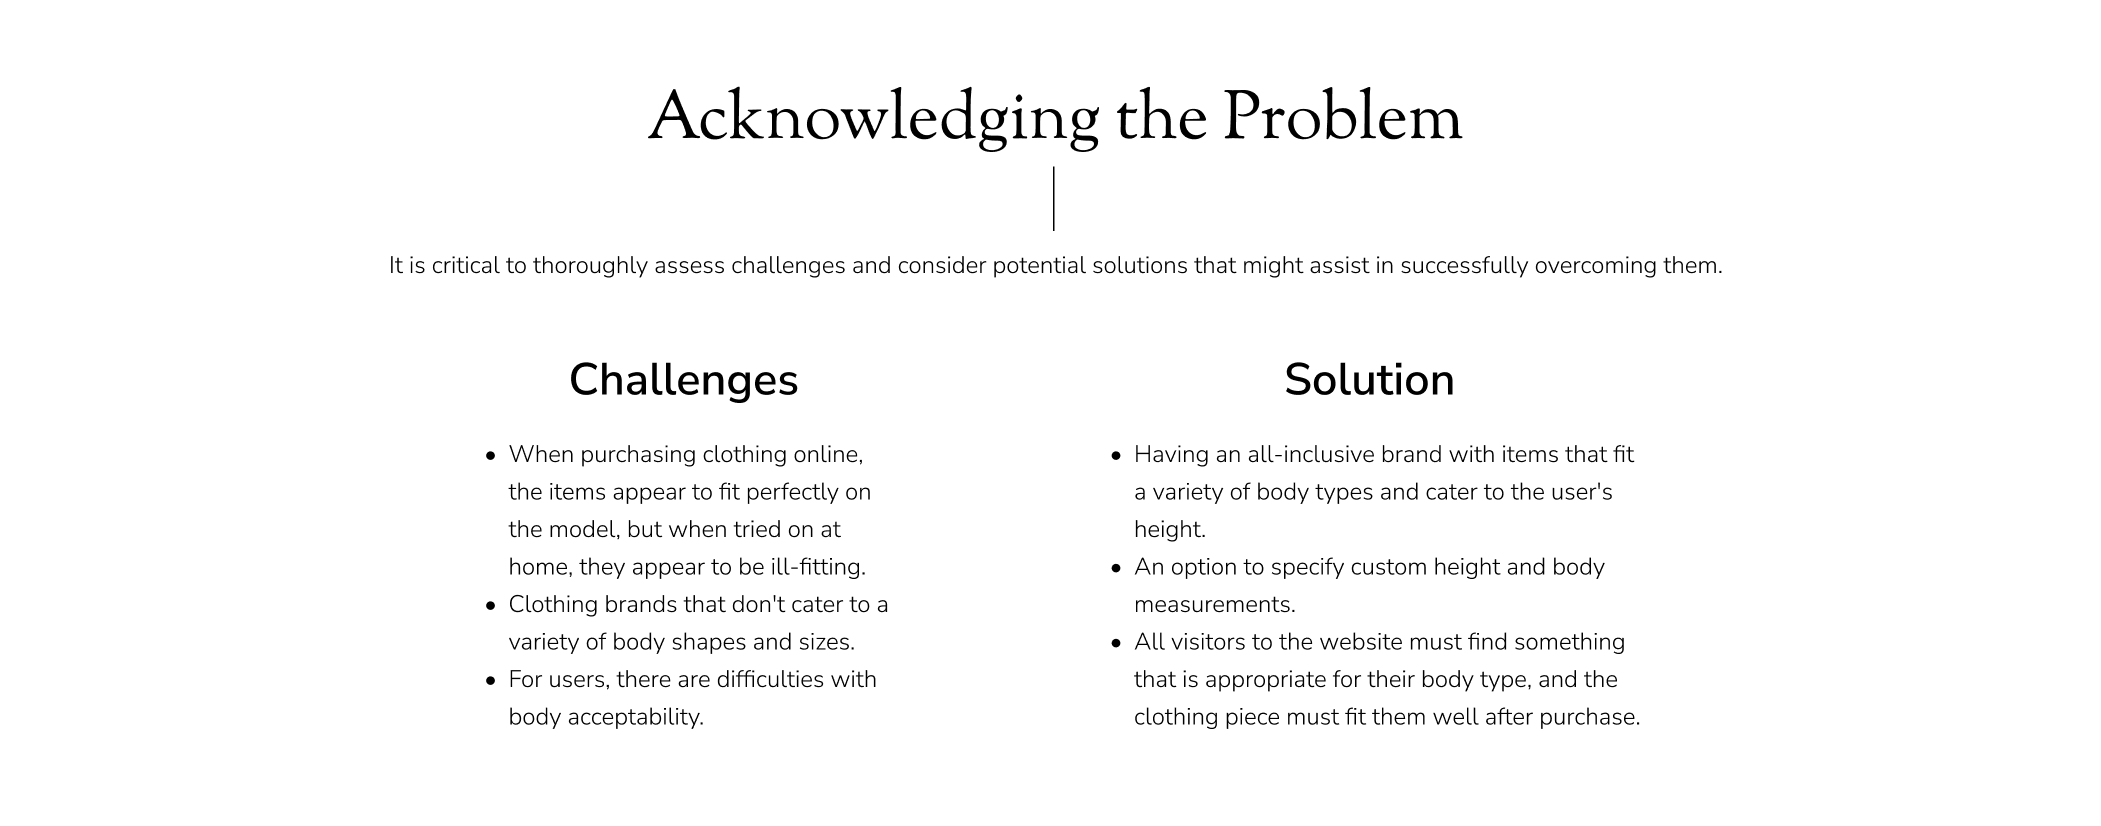 Acknowledging the Problem
It is critical to thoroughly assess challenges and consider potential solutions that might assist in successfully overcoming them.
Challenges
• When purchasing clothing online,
the items appear to fit perfectly on
the model, but when tried on at
home, they appear to be ill-fitting.
• Clothing brands that don't cater to a
variety of body shapes and sizes.
• For users, there are difficulties with
body acceptability.
Solution
• Having an all-inclusive brand with items that fit
a variety of body types and cater to the user's
height.
• An option to specify custom height and body
measurements.
• All visitors to the website must find something
that is appropriate for their body type, and the
clothing piece must fit them well after purchase.